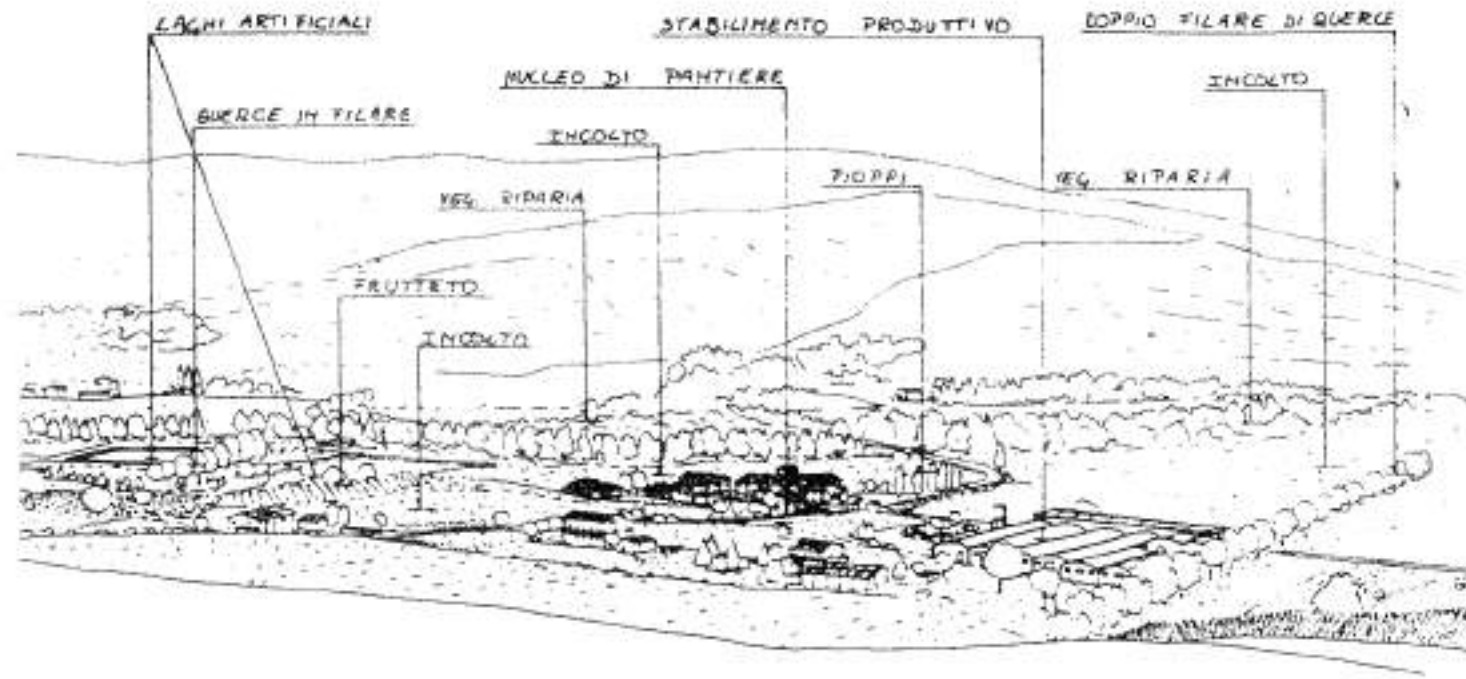 LAGHI ARTIFICIALI
STABILIMENTO PRODUTTIVO
DOPPIO FILARE DI QUERCE
NUCLEO DI PANTIERE
INCOLTO
QUERCE IN FILARE
INCOLTO
PIOPPI
VEG. RIPARIA
VEG. RIPARIA
FRUTTETO
INCOLTO